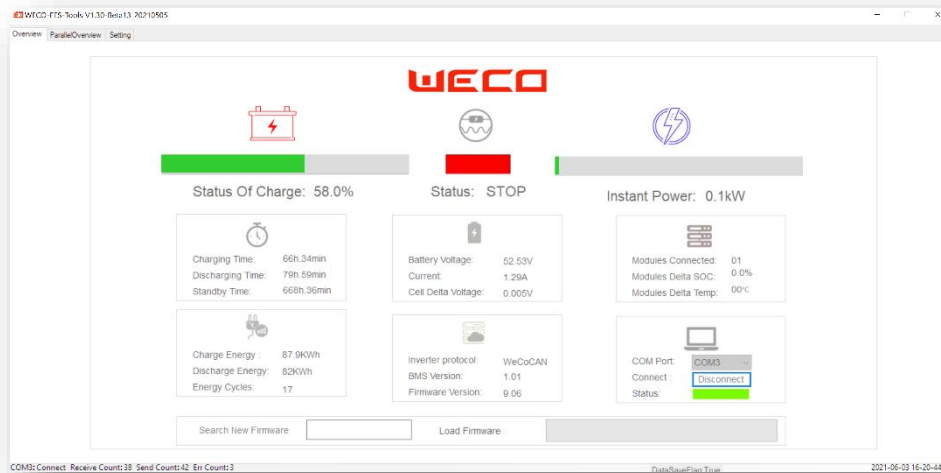 WECO-EES-Tools V1.30-Beta13 20210505
Overview ParallelOverview Setting
WECO
Status Of Charge: 58.0%
Status: STOP
Instant Power: 0.1kW
Charging Time: 66h.34min
Discharging Time: 79h.59min
Standby Time: 668h.36min
Battery Voltage: 52.53V
Current: 1.29A
Cell Delta Voltage: 0.005V
Modules Connected: 01
Modules Delta SOC: 0.0%
Modules Delta Temp: 00℃
Charge Energy : 87.9KWh
Discharge Energy: 82KWh
Energy Cycles: 17
Inverter protocol: WeCoCAN
BMS Version: 1.01
Firmware Version: 9.06
COM Port: COM3
Connect : Disconnect
Status:
Search New Firmware
Load Firmware
COM3: Connect Receive Count: 38 Send Count: 42 Err Count: 3
DataSaveFlag:True
2021-06-03 16-20-44